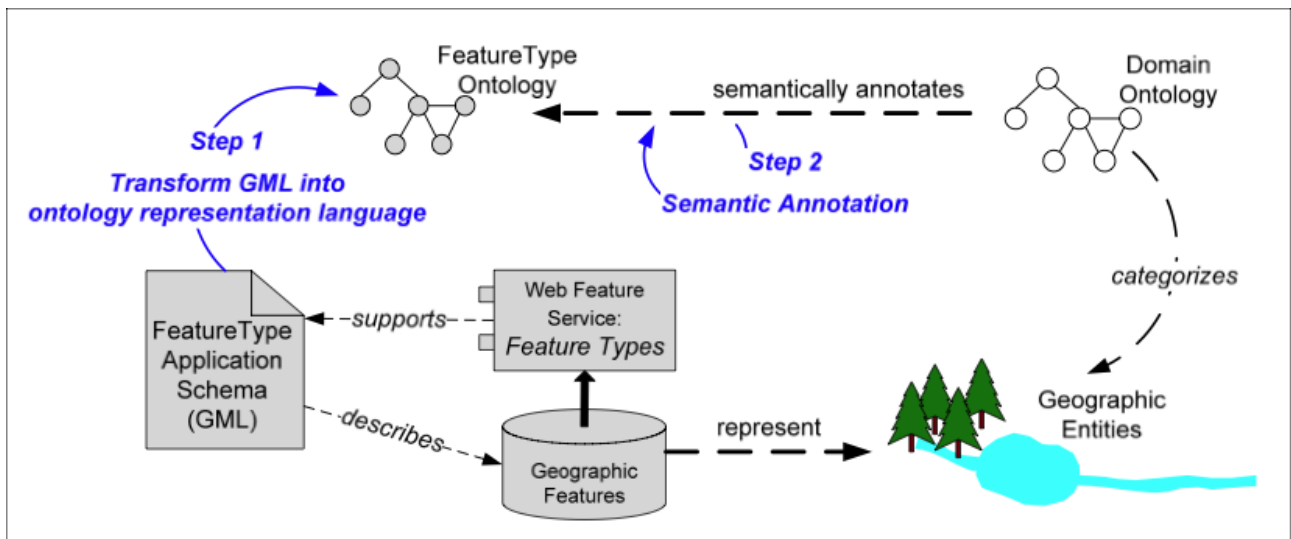 FeatureType
Ontology
semantically annotates
Domain
Ontology
Step 1
Step 2
Transform GML into
ontology representation language
Semantic Annotation
categorizes
FeatureType
Application
Schema
(GML)
supports
Web Feature
Service:
Feature Types
describes
Geographic
Features
represent
Geographic
Entities